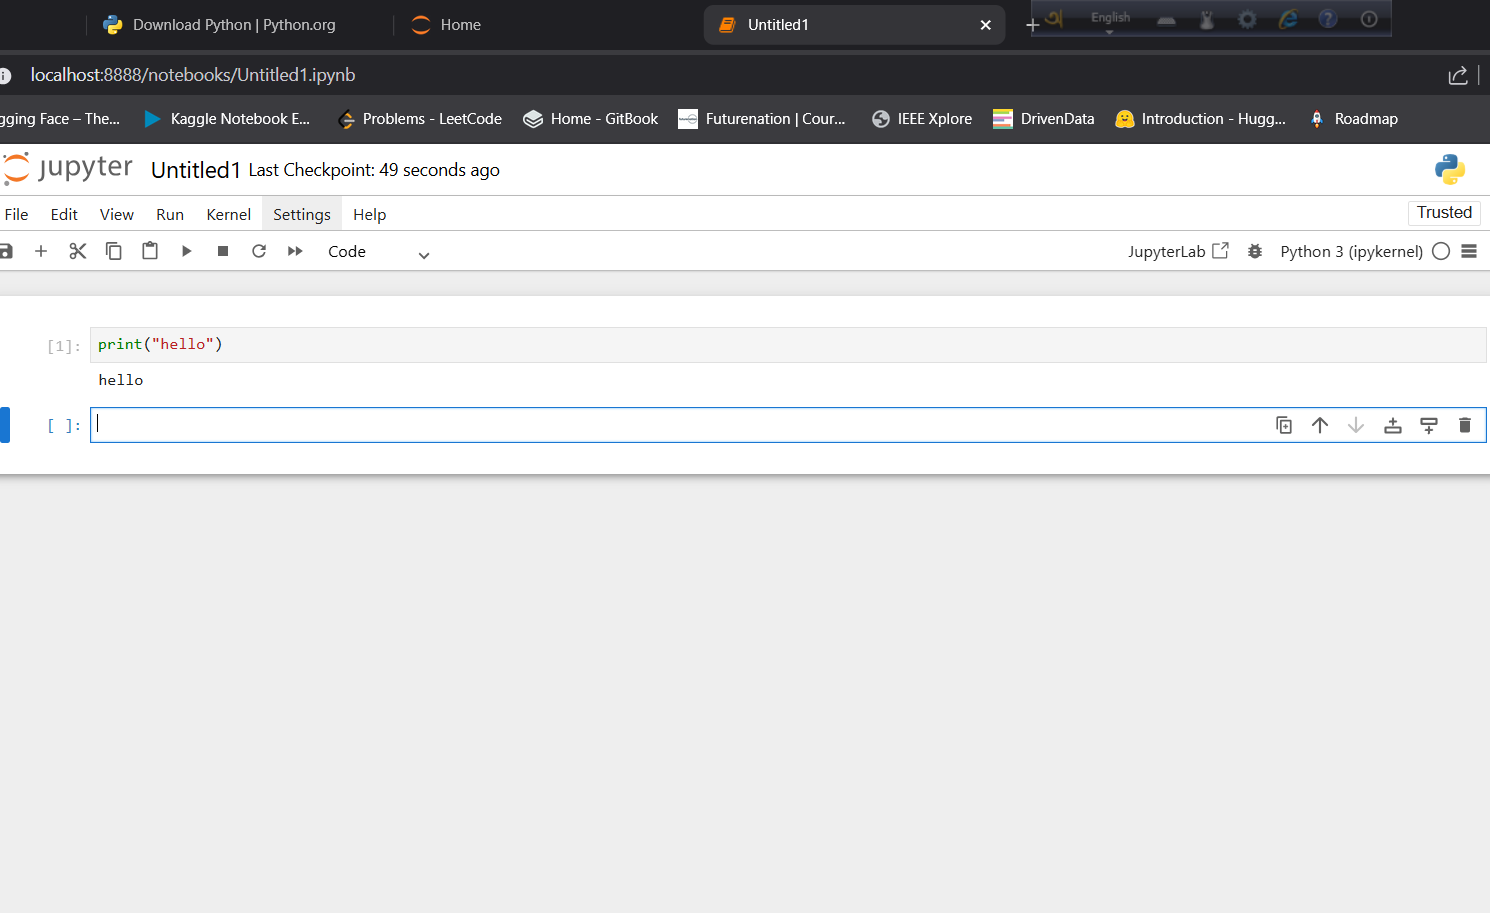 Download Python | Python.org
Home
Untitled1
অ
English
localhost:8888/notebooks/Untitled1.ipynb
gging Face – The...
Kaggle Notebook E...
Problems - LeetCode
Home - GitBook
Futurenation | Cour...
IEEE Xplore
DrivenData
Introduction - Hugg...
Roadmap
jupyter Untitled1 Last Checkpoint: 49 seconds ago
File Edit View Run Kernel Settings Help
Trusted
Code
JupyterLab
Python 3 (ipykernel)
[1]: print("hello")
hello
[ ]: